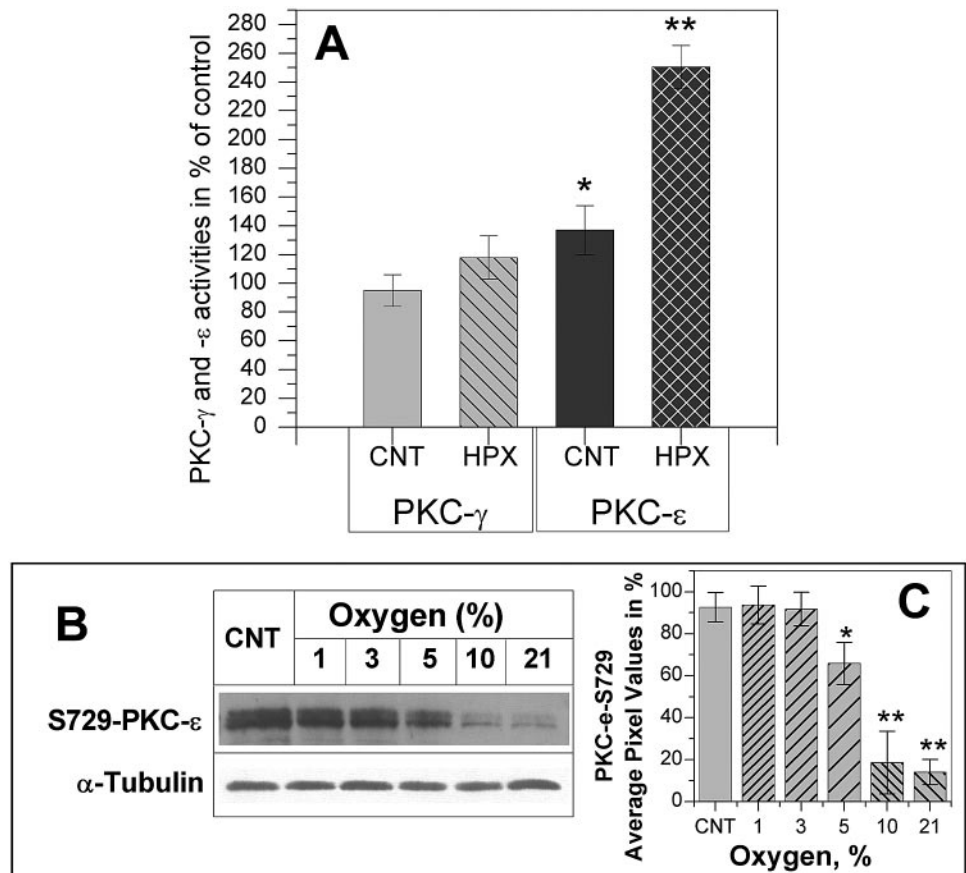 A
PKC-γ and -ε activities in % of control
280
260
240
220
200
180
160
140
120
100
80
60
40
20
0
*
**
CNT HPX CNT HPX
PKC-γ PKC-ε
B
CNT Oxygen (%)
1 3 5 10 21
S729-PKC-ε
α-Tubulin
C
PKC-e-S729
Average Pixel Values in %
100
80
60
40
20
0
*
**
**
CNT 1 3 5 10 21
Oxygen, %